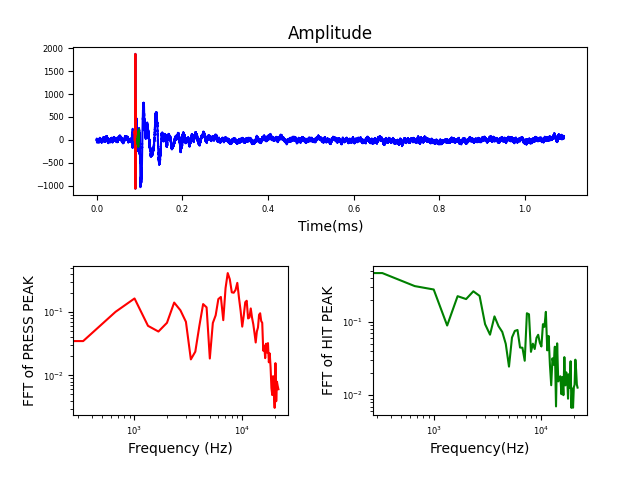 Amplitude
2000
1500
1000
500
0
−500
−1000
0.0 0.2 0.4 0.6 0.8 1.0
Time(ms)
FFT of PRESS PEAK
10⁻¹
10⁻²
10³ 10⁴
Frequency (Hz)
FFT of HIT PEAK
10⁻¹
10⁻²
10³ 10⁴
Frequency(Hz)